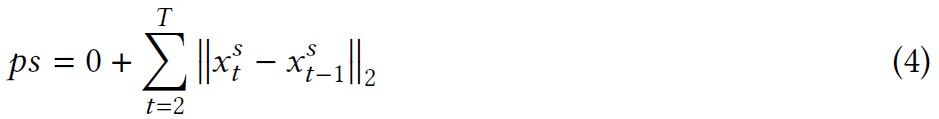 $ps = 0 + \sum_{t=2}^{T} \left\| x_t^s - x_{t-1}^s \right\|_2$ (4)